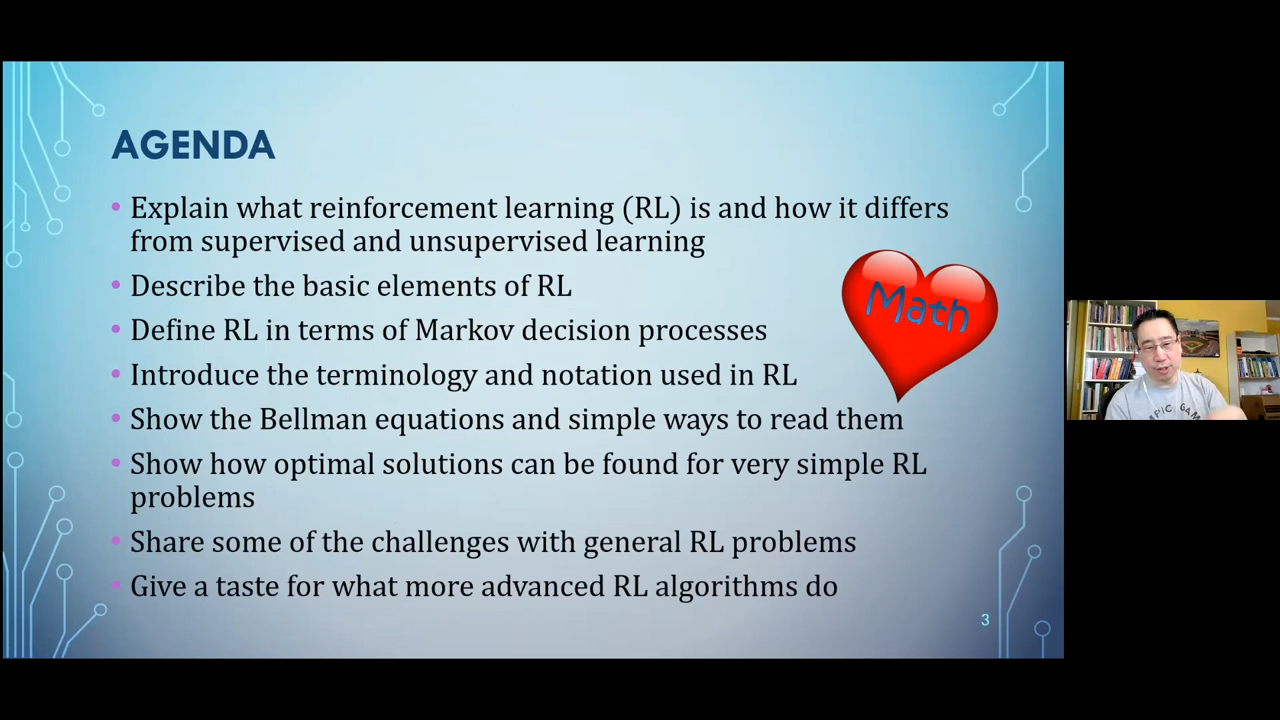 AGENDA
• Explain what reinforcement learning (RL) is and how it differs
from supervised and unsupervised learning
• Describe the basic elements of RL
• Define RL in terms of Markov decision processes
• Introduce the terminology and notation used in RL
• Show the Bellman equations and simple ways to read them
• Show how optimal solutions can be found for very simple RL
problems
• Share some of the challenges with general RL problems
• Give a taste for what more advanced RL algorithms do
Math
3